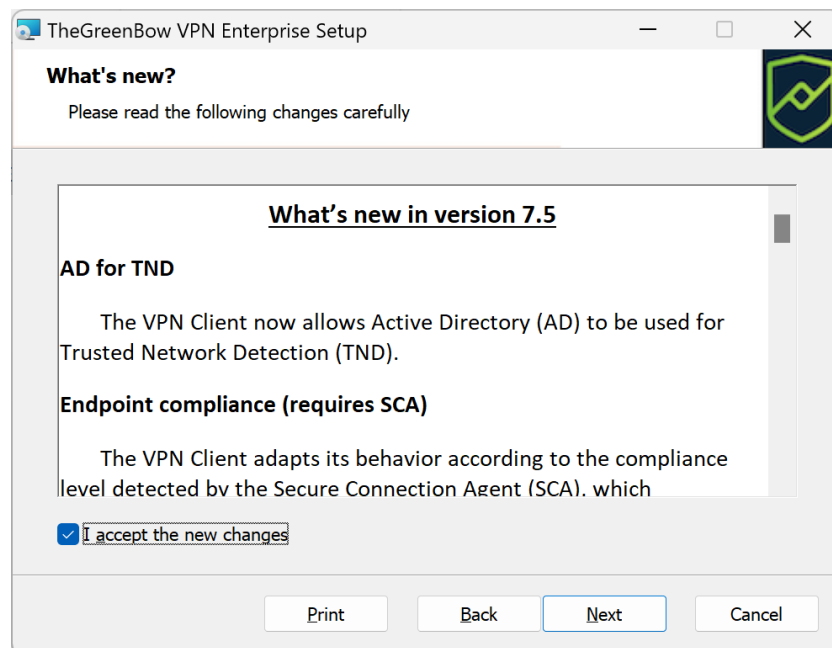 TheGreenBow VPN Enterprise Setup
What's new?
Please read the following changes carefully
What's new in version 7.5
AD for TND
The VPN Client now allows Active Directory (AD) to be used for
Trusted Network Detection (TND).
Endpoint compliance (requires SCA)
The VPN Client adapts its behavior according to the compliance
level detected by the Secure Connection Agent (SCA), which
I accept the new changes
Print
Back
Next
Cancel